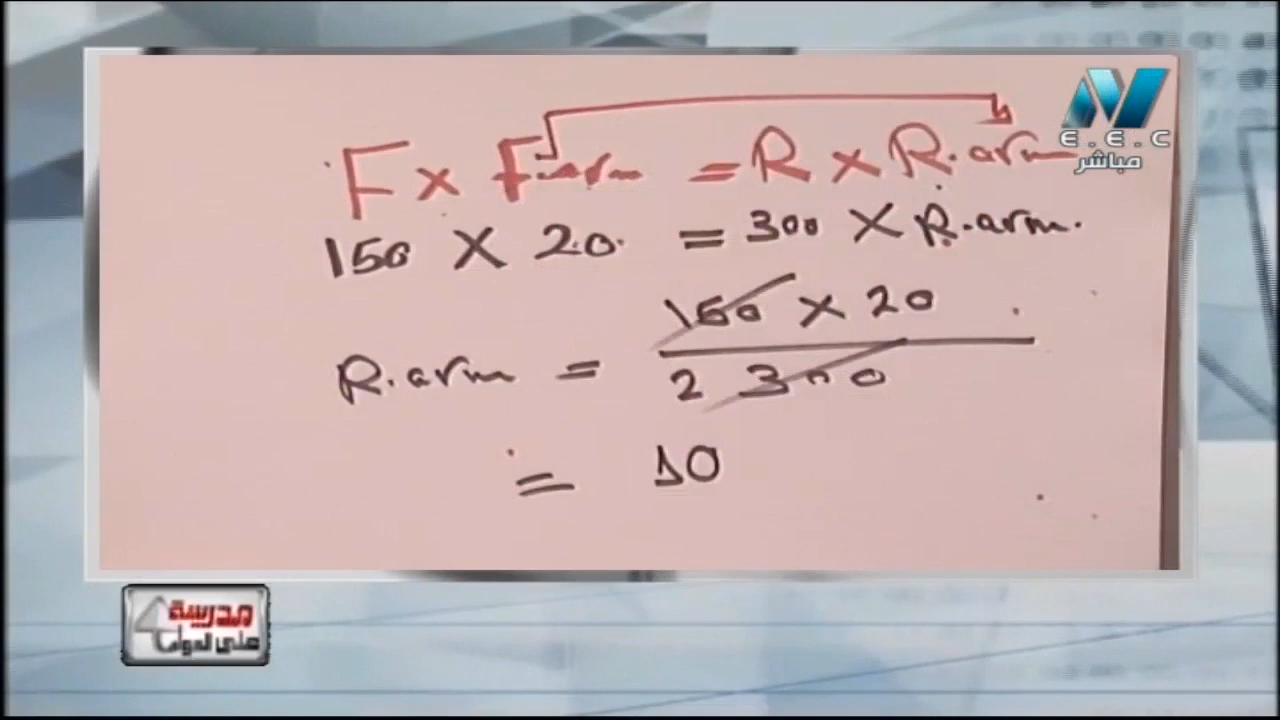 E.E.C
مباشر
F × F.arm = R × R.arm
150 × 20 = 300 × R.arm.
150 × 20
R.arm = 2 300
= 10
مدرسة
على الهواء